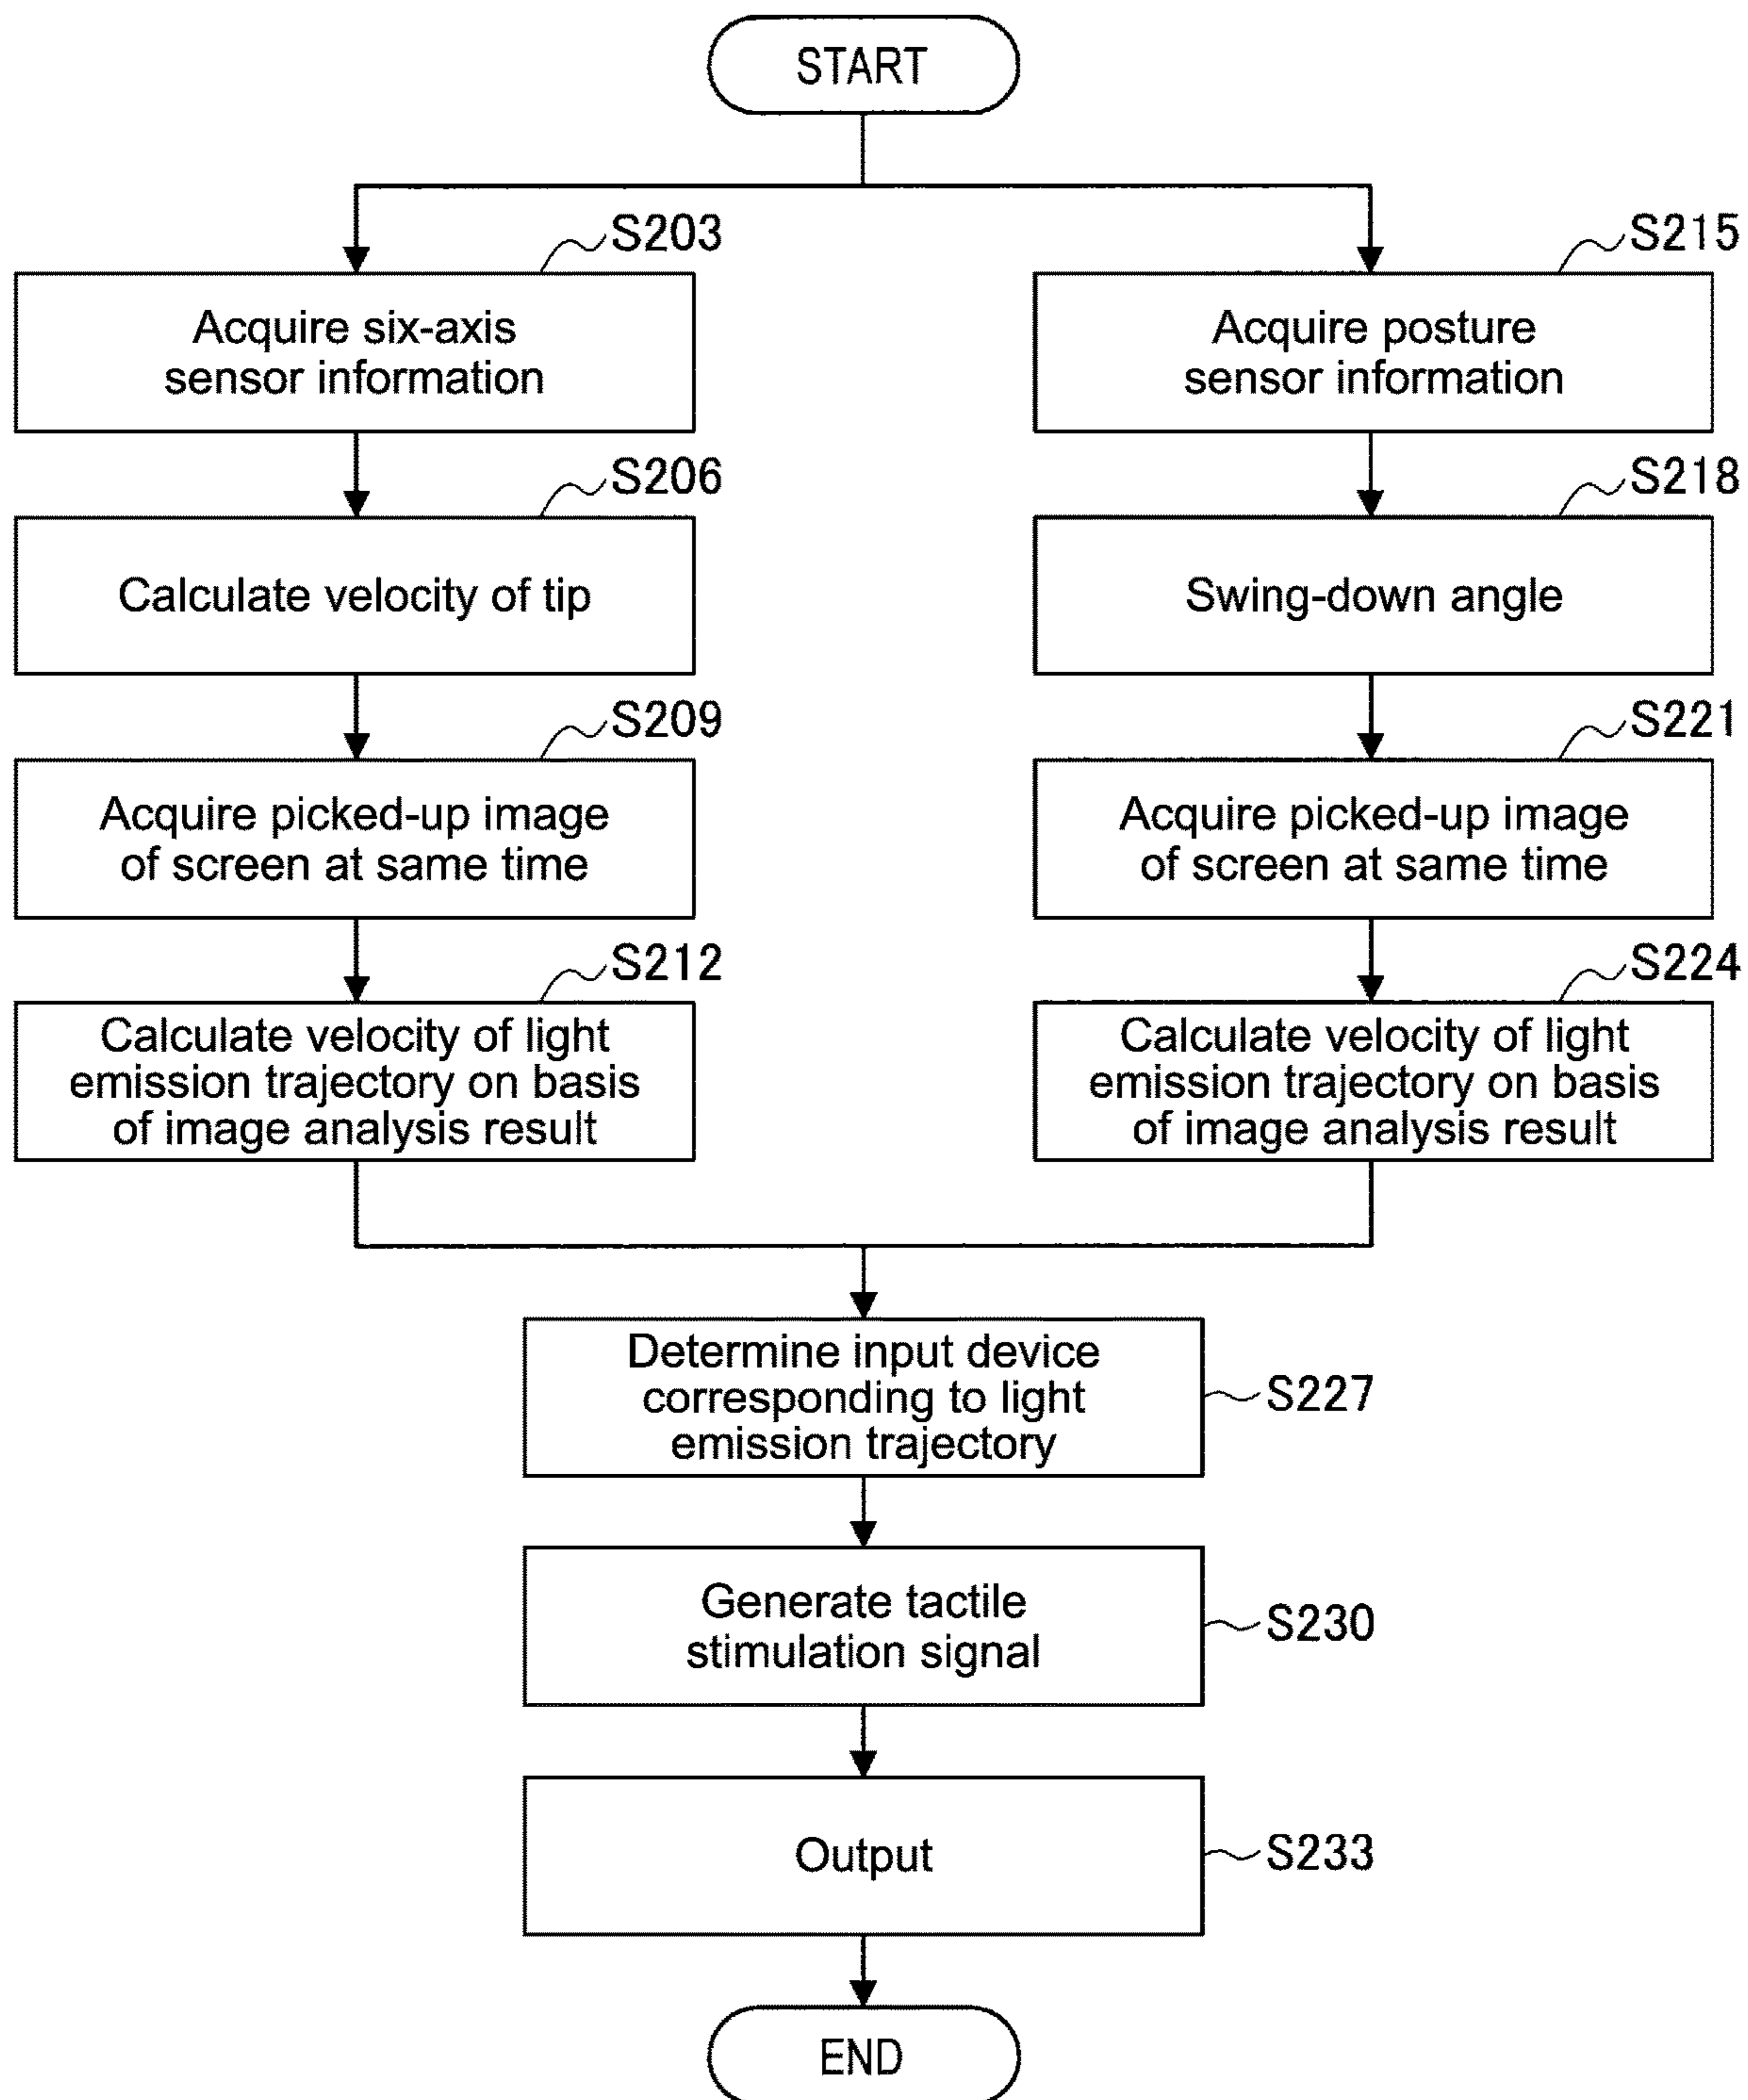 START
S203
Acquire six-axis
sensor information
S206
Calculate velocity of tip
S209
Acquire picked-up image
of screen at same time
S212
Calculate velocity of light
emission trajectory on basis
of image analysis result
S215
Acquire posture
sensor information
S218
Swing-down angle
S221
Acquire picked-up image
of screen at same time
S224
Calculate velocity of light
emission trajectory on basis
of image analysis result
Determine input device
corresponding to light
emission trajectory
S227
Generate tactile
stimulation signal
S230
Output
S233
END